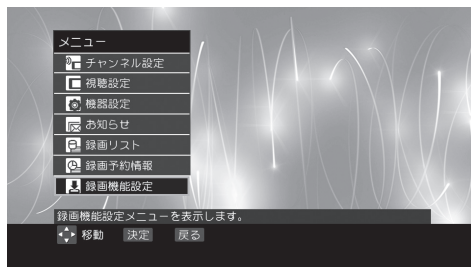 メニュー
チャンネル設定
視聴設定
機器設定
お知らせ
録画リスト
録画予約情報
録画機能設定
録画機能設定メニューを表示します。
移動 決定 戻る